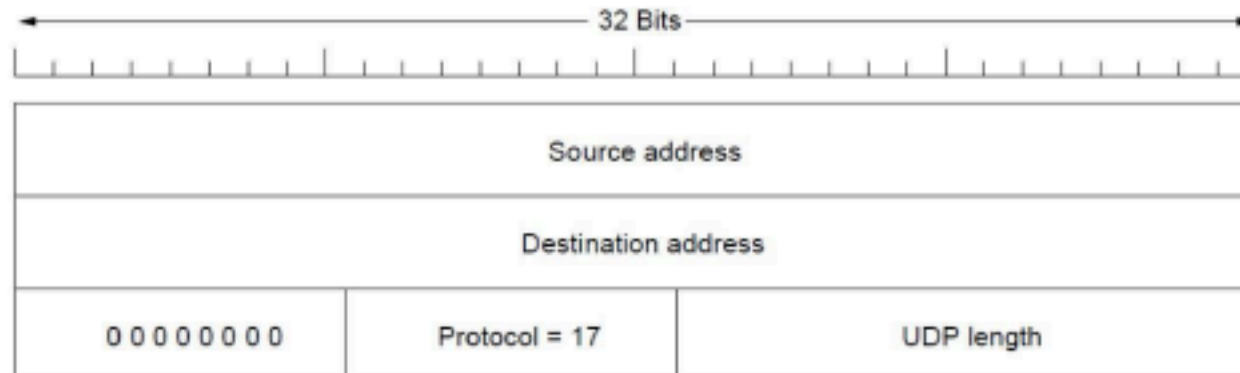 32 Bits
Source address
Destination address
0 0 0 0 0 0 0 0 Protocol = 17 UDP length